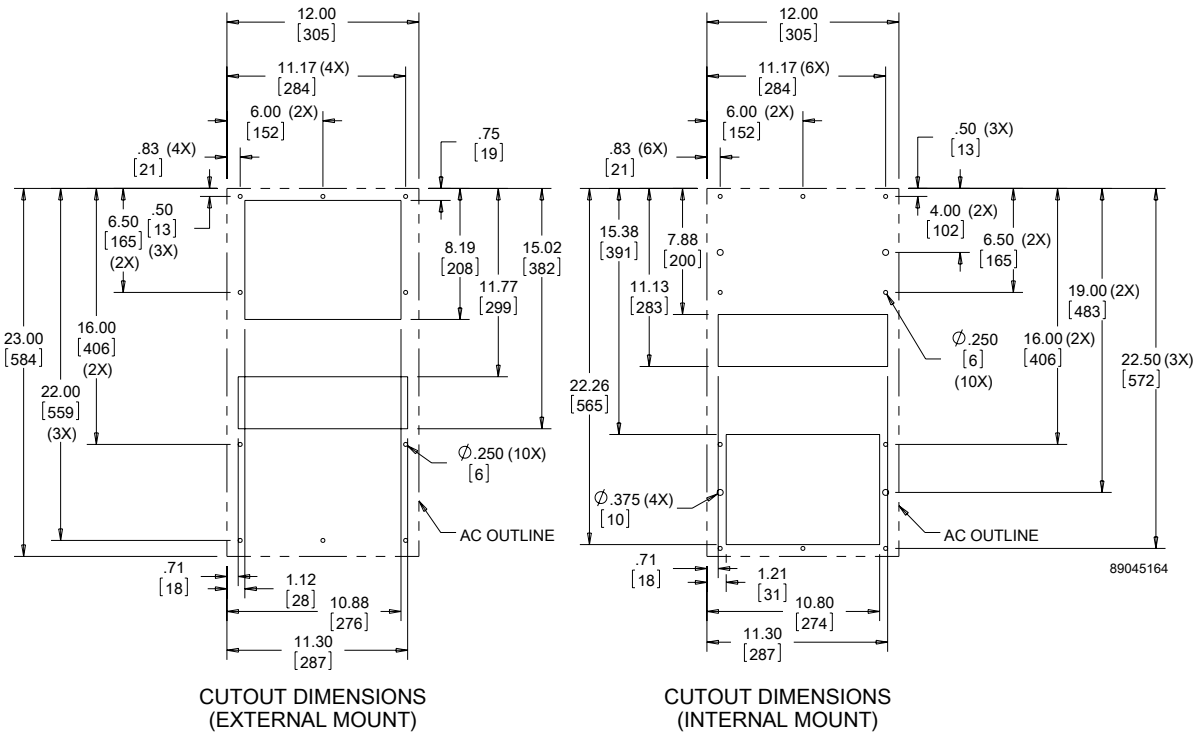 12.00
[305]
11.17 (4X)
[284]
6.00 (2X)
[152]
.83 (4X)
[21]
.75
[19]
6.50
[165]
(2X)
.50
[13]
(3X)
8.19
[208]
15.02
[382]
11.77
[299]
16.00
[406]
(2X)
23.00
[584]
22.00
[559]
(3X)
Ø.250 (10X)
[6]
AC OUTLINE
.71
[18]
1.12
[28]
10.88
[276]
11.30
[287]
CUTOUT DIMENSIONS
(EXTERNAL MOUNT)
12.00
[305]
11.17 (6X)
[284]
6.00 (2X)
[152]
.83 (6X)
[21]
.50 (3X)
[13]
15.38
[391]
7.88
[200]
4.00 (2X)
[102]
6.50 (2X)
[165]
11.13
[283]
19.00 (2X)
[483]
Ø.250
[6]
(10X)
16.00 (2X)
[406]
22.50 (3X)
[572]
22.26
[565]
Ø.375 (4X)
[10]
AC OUTLINE
.71
[18]
1.21
[31]
10.80
[274]
11.30
[287]
89045164
CUTOUT DIMENSIONS
(INTERNAL MOUNT)